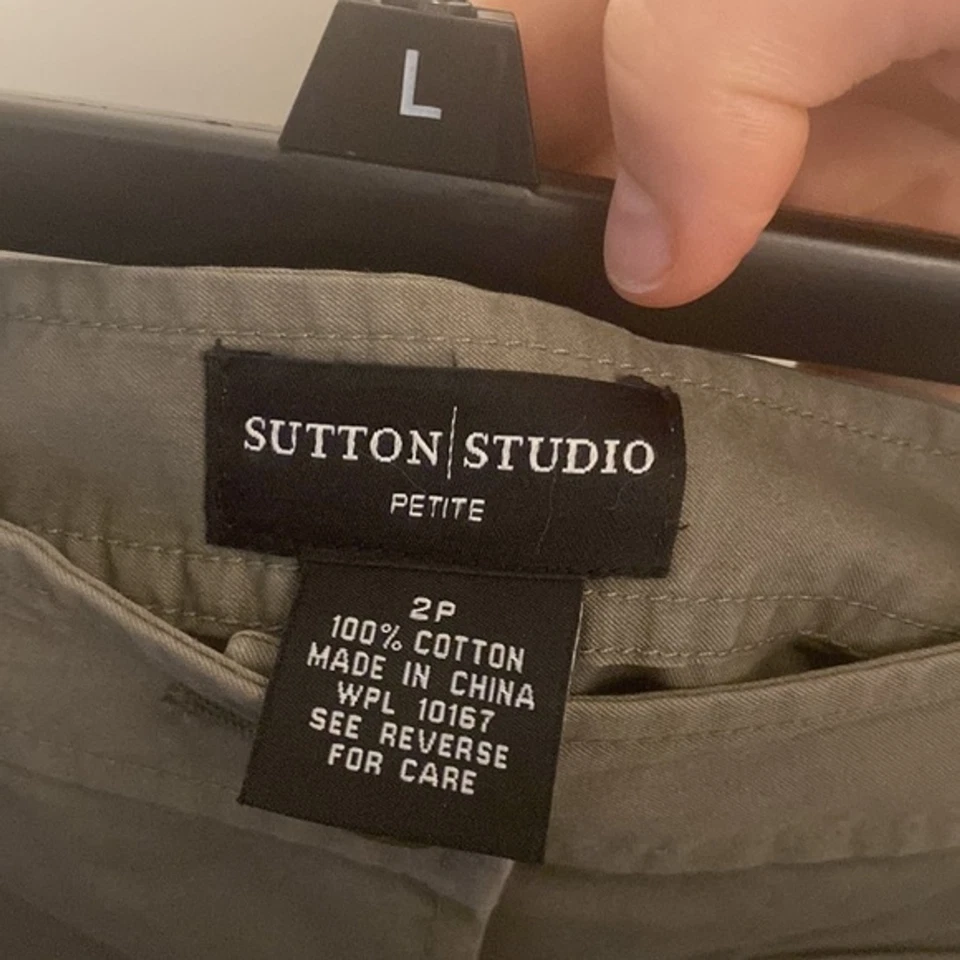 L
SUTTON|STUDIO
PETITE
2P
100% COTTON
MADE IN CHINA
WPL 10167
SEE REVERSE
FOR CARE